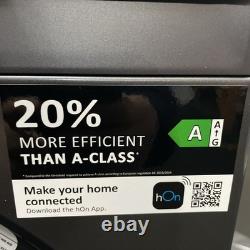 20%
MORE EFFICIENT
THAN A-CLASS*
A
A
↑
G
Make your home
connected
Download the hOn App.
hOn